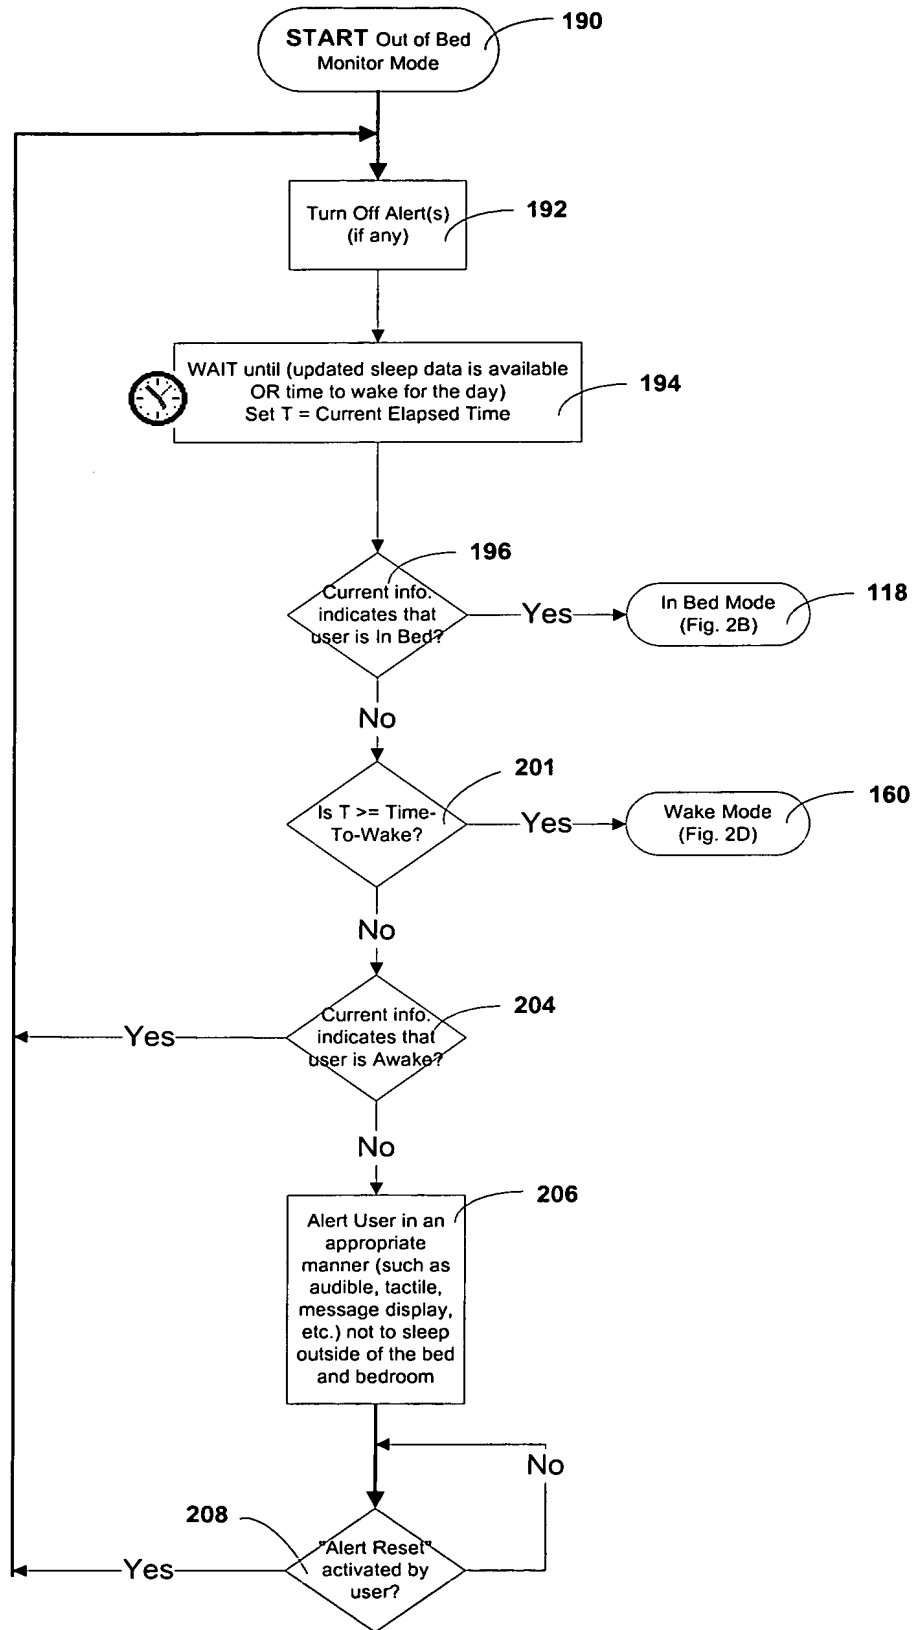 START Out of Bed
Monitor Mode
190
Turn Off Alert(s)
(if any)
192
WAIT until (updated sleep data is available
OR time to wake for the day)
Set T = Current Elapsed Time
194
196
Current info.
indicates that
user is In Bed?
Yes
In Bed Mode
(Fig. 2B)
118
No
201
Is T >= Time-
To-Wake?
Yes
Wake Mode
(Fig. 2D)
160
No
204
Current info.
indicates that
user is Awake?
Yes
No
206
Alert User in an
appropriate
manner (such as
audible, tactile,
message display,
etc.) not to sleep
outside of the bed
and bedroom
No
208
"Alert Reset"
activated by
user?
Yes